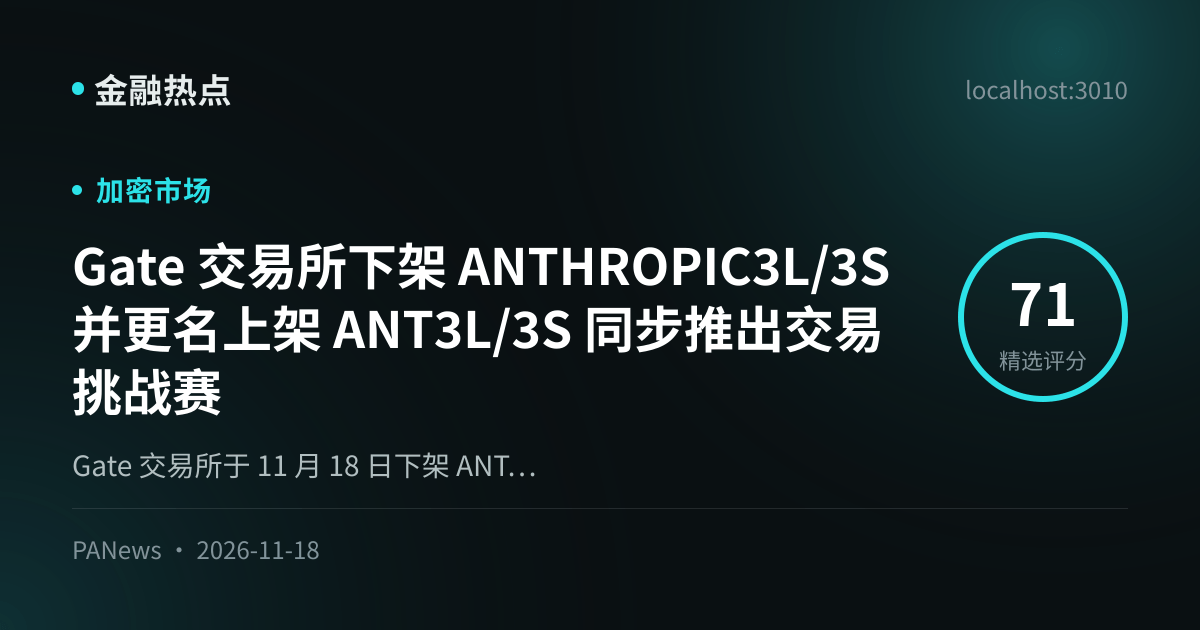 金融热点
localhost:3010
加密市场
Gate 交易所下架 ANTHROPIC3L/3S
并更名上架 ANT3L/3S 同步推出交易
挑战赛
71
精选评分
Gate 交易所于 11 月 18 日下架 ANT…
PANews • 2026-11-18